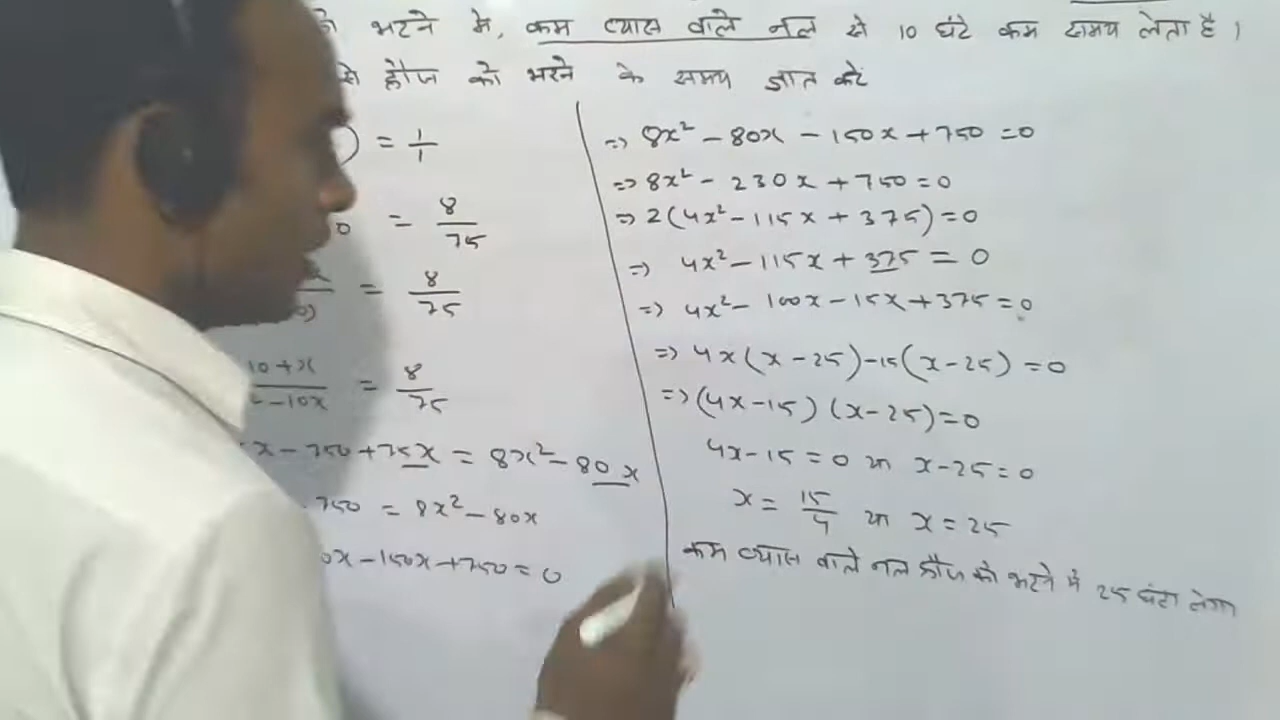 भरने में, कम व्यास वाले नल से 10 घंटे कम समय लेता है।
से हौज को भरने के समय ज्ञात करें
) = 1/1
0 = 8/75
0) = 8/75
10+x/-10x = 8/75
x-750+75x = 8x²-80x
750 = 8x²-80x
0x-150x+750=0
=> 8x²-80x-150x+750=0
=> 8x²-230x+750=0
=> 2(4x²-115x+375)=0
=> 4x²-115x+375=0
=> 4x²-100x-15x+375=0
=> 4x(x-25)-15(x-25)=0
=> (4x-15)(x-25)=0
4x-15=0 या x-25=0
x=15/4 या x=25
कम व्यास वाले नल हौज को भरने में 25 घंटा लेगा